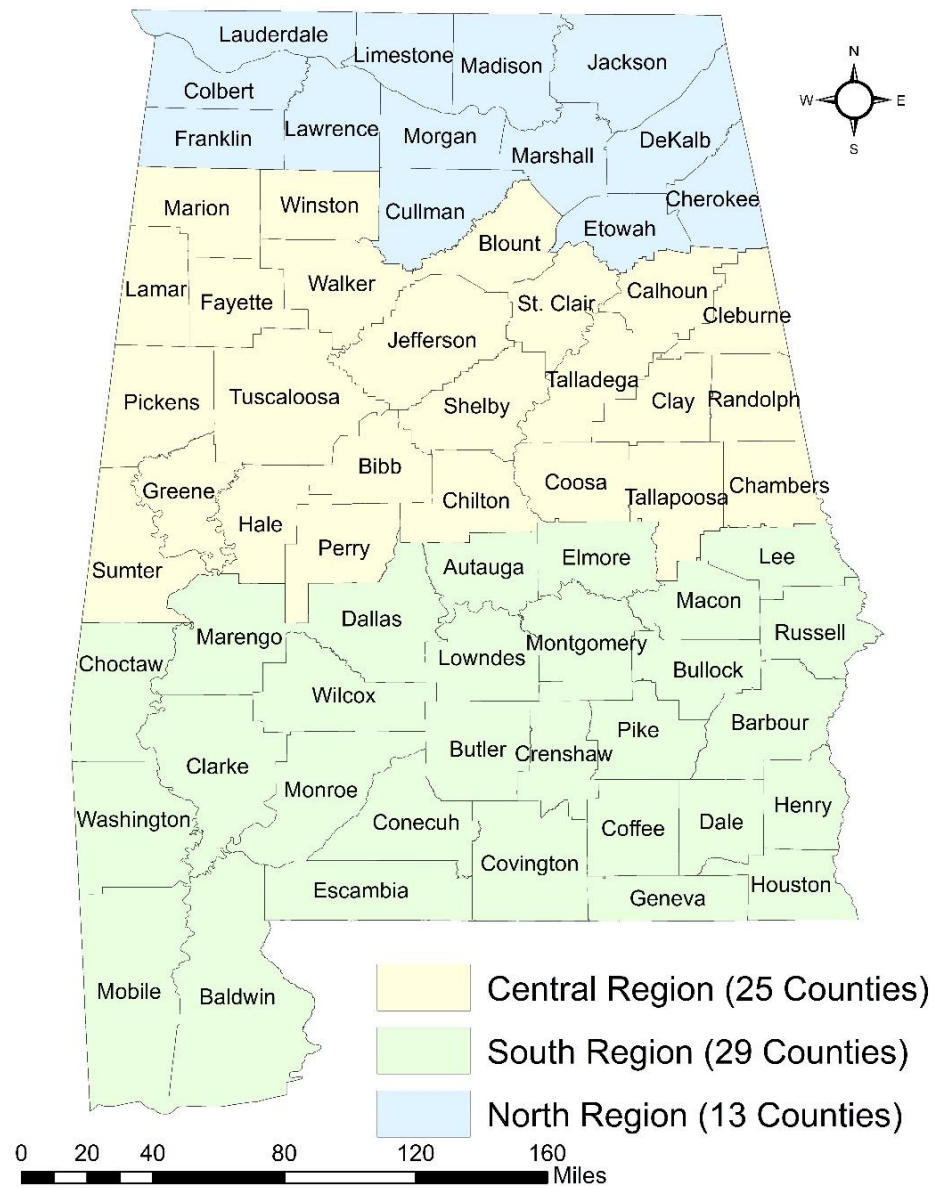 Lauderdale
Limestone
Madison
Jackson
N
W
E
S
Colbert
Franklin
Lawrence
Morgan
Marshall
DeKalb
Cherokee
Marion
Winston
Cullman
Blount
Etowah
Lamar
Fayette
Walker
Jefferson
St. Clair
Calhoun
Cleburne
Pickens
Tuscaloosa
Shelby
Talladega
Clay
Randolph
Bibb
Greene
Hale
Perry
Chilton
Coosa
Tallapoosa
Chambers
Sumter
Autauga
Elmore
Lee
Marengo
Dallas
Macon
Russell
Choctaw
Lowndes
Montgomery
Bullock
Wilcox
Clarke
Butler
Crenshaw
Pike
Barbour
Monroe
Washington
Conecuh
Covington
Coffee
Dale
Henry
Escambia
Geneva
Houston
Mobile
Baldwin
Central Region (25 Counties)
South Region (29 Counties)
North Region (13 Counties)
0 20 40 80 120 160
Miles